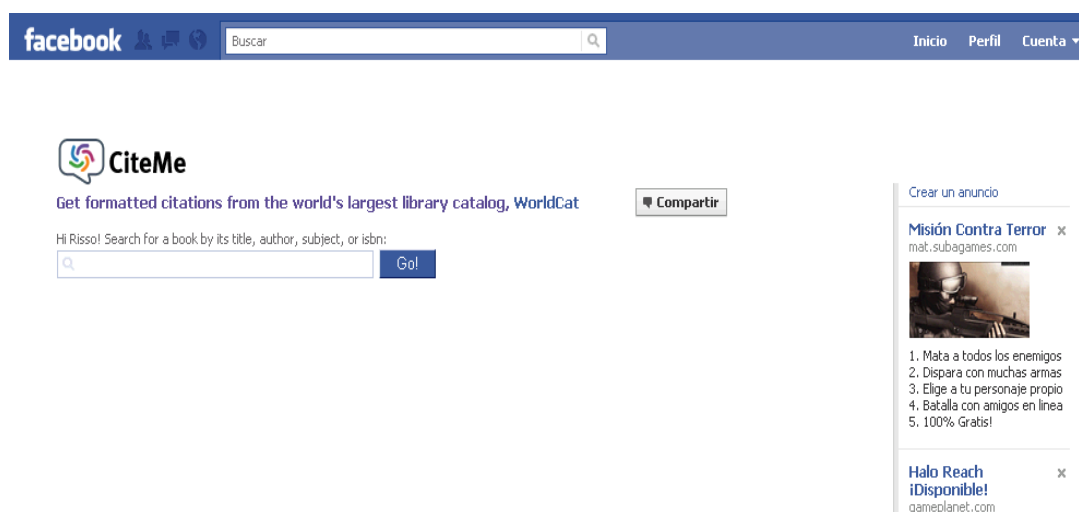 facebook
Buscar
Inicio Perfil Cuenta
CiteMe
Get formatted citations from the world's largest library catalog, WorldCat
Compartir
Hi Risso! Search for a book by its title, author, subject, or isbn:
Go!
Crear un anuncio
Misión Contra Terror
mat.subagames.com
1. Mata a todos los enemigos
2. Dispara con muchas armas
3. Elige a tu personaje propio
4. Batalla con amigos en linea
5. 100% Gratis!
Halo Reach
¡Disponible!
gameplanet.com